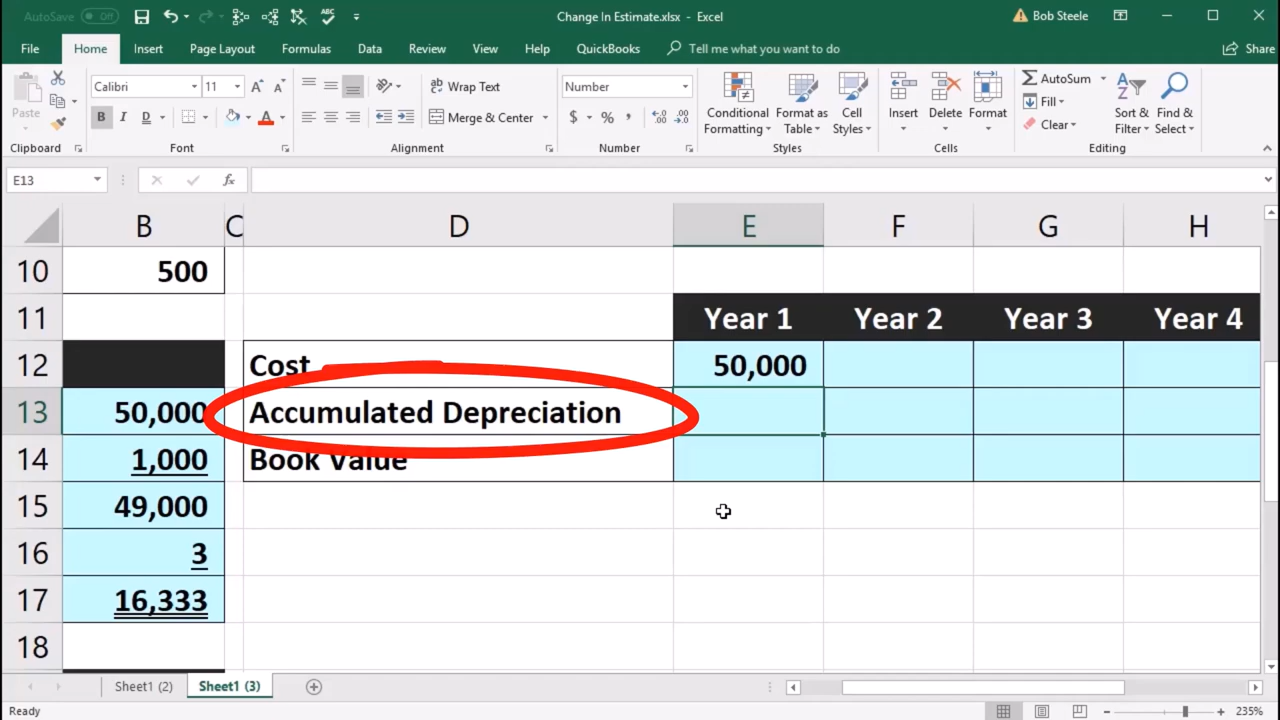 AutoSave Off Change In Estimate.xlsx - Excel Bob Steele
File Home Insert Page Layout Formulas Data Review View Help QuickBooks Tell me what you want to do Share
Paste
Clipboard
Calibri 11
B I D
Font
Wrap Text
Merge & Center
Alignment
Number
$ % ,
Number
Conditional Formatting
Format as Table
Cell Styles
Styles
Insert
Delete
Format
Cells
AutoSum
Fill
Clear
Sort & Filter
Find & Select
Editing
E13 fx
B C D E F G H
10 500
11 Year 1 Year 2 Year 3 Year 4
12 Cost 50,000
13 50,000 Accumulated Depreciation
14 1,000 Book Value
15 49,000
16 3
17 16,333
18
Sheet1 (2) Sheet1 (3)
Ready 235%